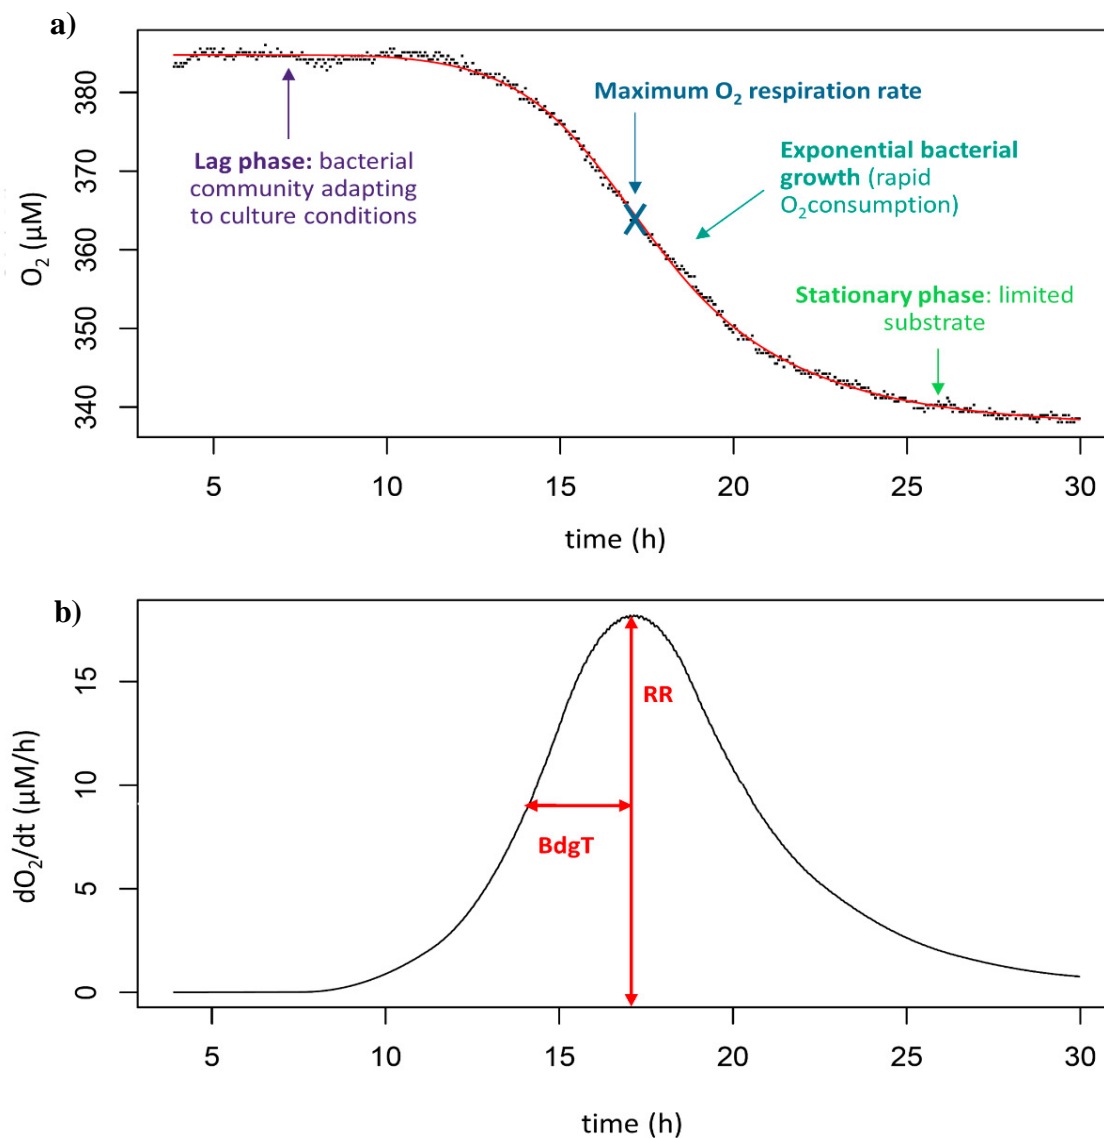 a)
380
370
360
350
340
O₂ (µM)
Maximum O₂ respiration rate
Lag phase: bacterial
community adapting
to culture conditions
Exponential bacterial
growth (rapid
O₂consumption)
Stationary phase: limited
substrate
5 10 15 20 25 30
time (h)
b)
15
10
5
0
dO₂/dt (µM/h)
RR
BdgT
5 10 15 20 25 30
time (h)